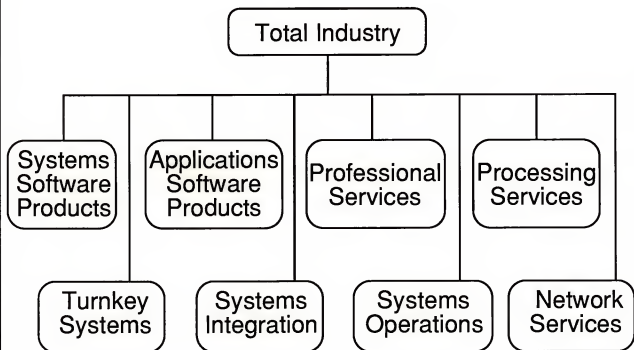 Total Industry
Systems
Software
Products
Applications
Software
Products
Professional
Services
Processing
Services
Turnkey
Systems
Systems
Integration
Systems
Operations
Network
Services